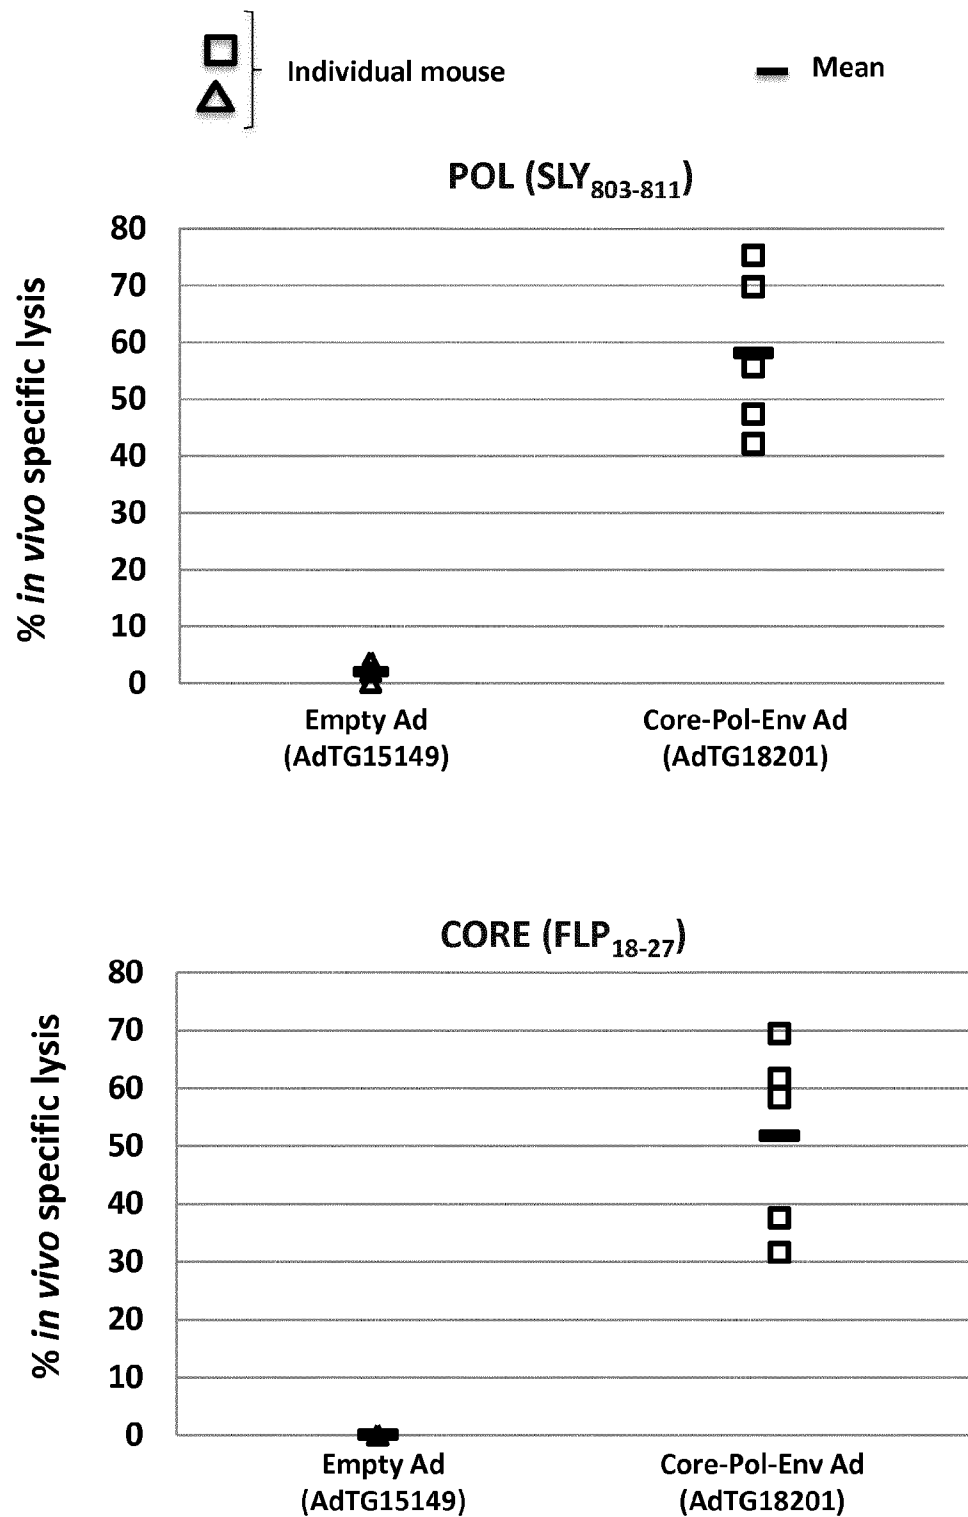 Individual mouse
Mean
POL (SLY803-811)
% in vivo specific lysis
80
70
60
50
40
30
20
10
0
Empty Ad
(AdTG15149)
Core-Pol-Env Ad
(AdTG18201)
CORE (FLP18-27)
% in vivo specific lysis
80
70
60
50
40
30
20
10
0
Empty Ad
(AdTG15149)
Core-Pol-Env Ad
(AdTG18201)